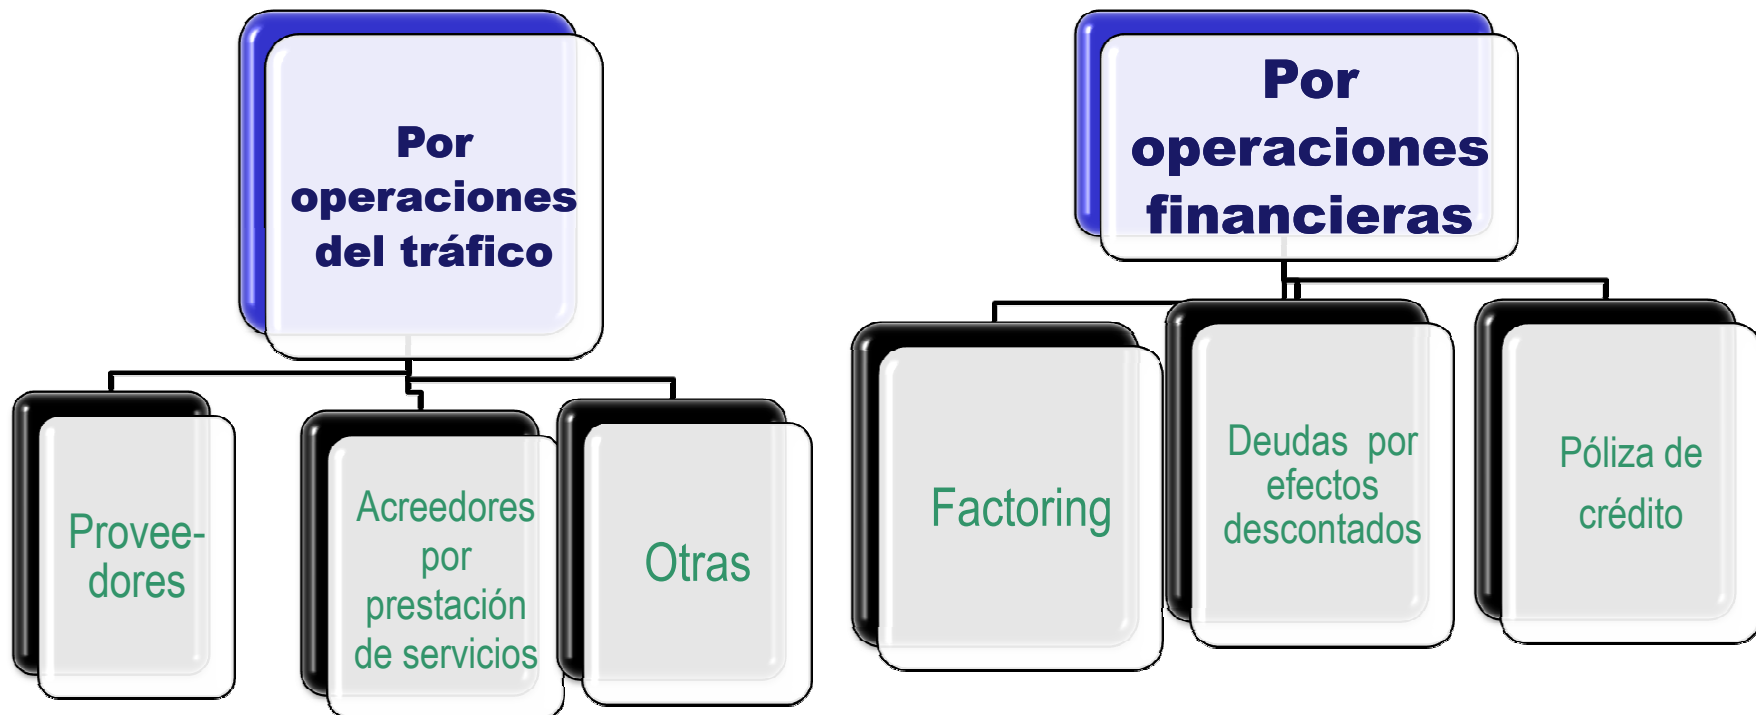 Por
operaciones
del tráfico
Provee-
dores
Acreedores
por
prestación
de servicios
Otras
Por
operaciones
financieras
Factoring
Deudas por
efectos
descontados
Póliza de
crédito